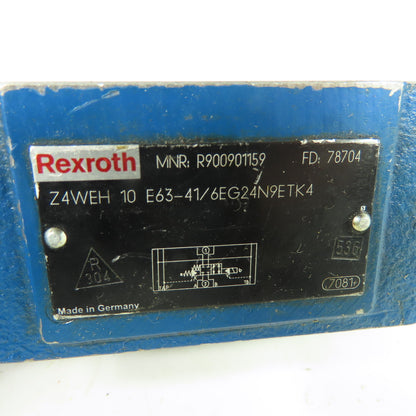 Rexroth MNR: R900901159 FD: 78704
Z4WEH 10 E63-41/6EG24N9ETK4
R
304
536
Made in Germany
7081